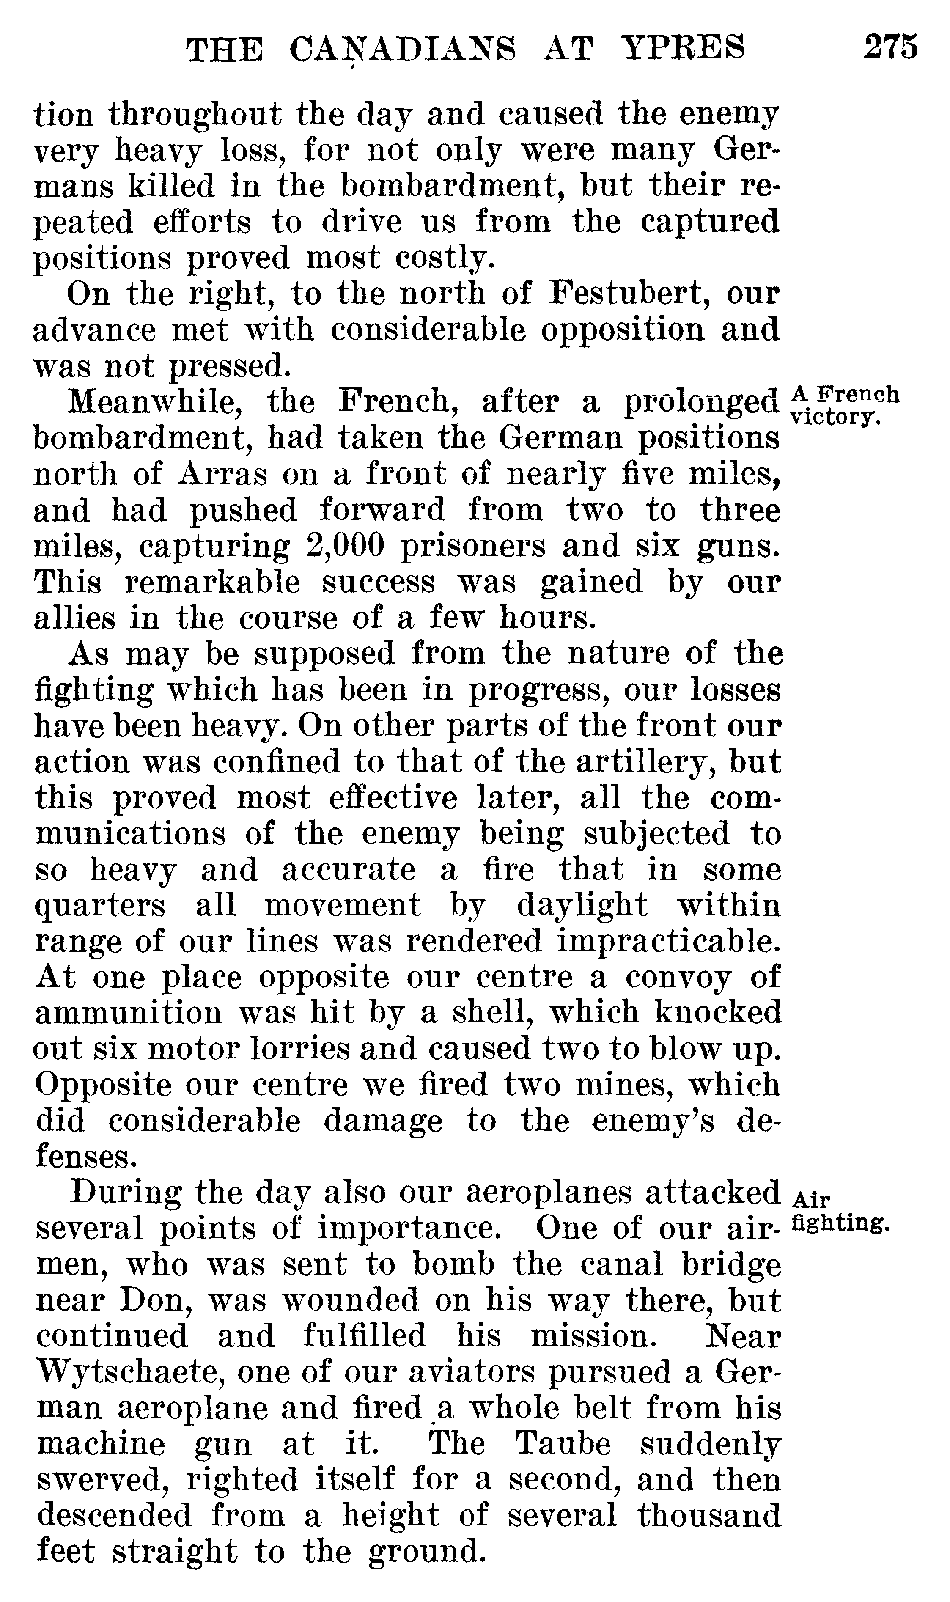 THE CANADIANS AT YPRES 275
tion throughout the day and caused the enemy
very heavy loss, for not only were many Ger-
mans killed in the bombardment, but their re-
peated efforts to drive us from the captured
positions proved most costly.
On the right, to the north of Festubert, our
advance met with considerable opposition and
was not pressed.
Meanwhile, the French, after a prolonged
A French
victory.
bombardment, had taken the German positions
north of Arras on a front of nearly five miles,
and had pushed forward from two to three
miles, capturing 2,000 prisoners and six guns.
This remarkable success was gained by our
allies in the course of a few hours.
As may be supposed from the nature of the
fighting which has been in progress, our losses
have been heavy. On other parts of the front our
action was confined to that of the artillery, but
this proved most effective later, all the com-
munications of the enemy being subjected to
so heavy and accurate a fire that in some
quarters all movement by daylight within
range of our lines was rendered impracticable.
At one place opposite our centre a convoy of
ammunition was hit by a shell, which knocked
out six motor lorries and caused two to blow up.
Opposite our centre we fired two mines, which
did considerable damage to the enemy's de-
fenses.
During the day also our aeroplanes attacked
Air
fighting.
several points of importance. One of our air-
men, who was sent to bomb the canal bridge
near Don, was wounded on his way there, but
continued and fulfilled his mission. Near
Wytschaete, one of our aviators pursued a Ger-
man aeroplane and fired a whole belt from his
machine gun at it. The Taube suddenly
swerved, righted itself for a second, and then
descended from a height of several thousand
feet straight to the ground.